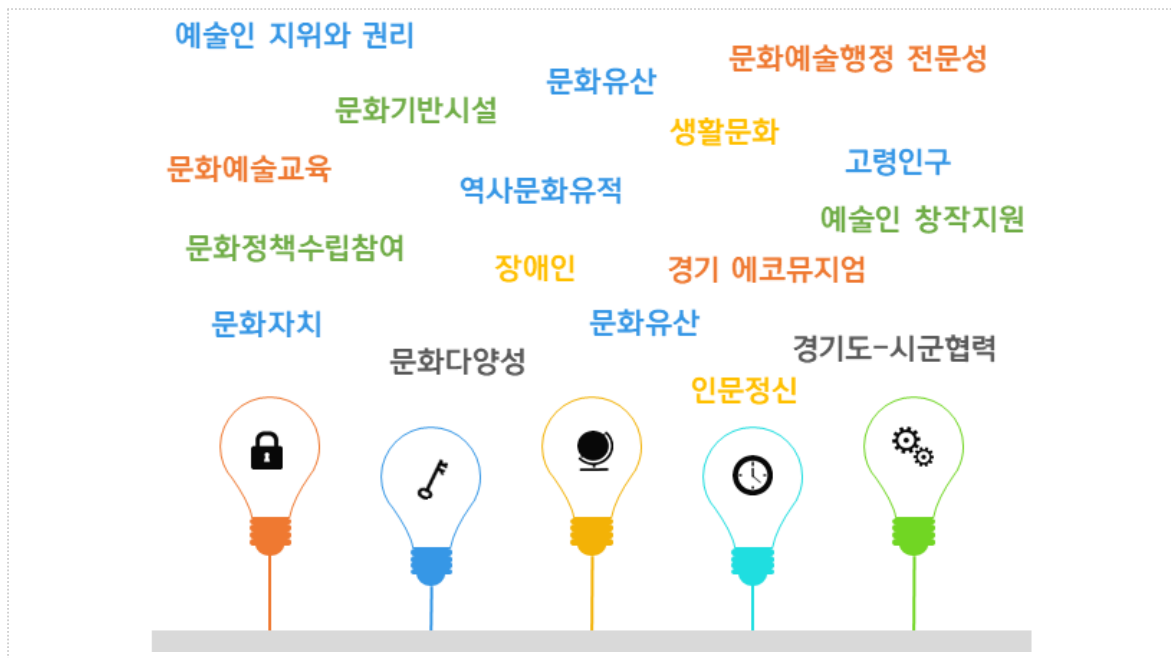 예술인 지위와 권리
문화예술행정 전문성
문화유산
문화기반시설
생활문화
고령인구
문화예술교육
역사문화유적
예술인 창작지원
문화정책수립참여
장애인
경기 에코뮤지엄
문화자치
문화유산
경기도-시군협력
문화다양성
인문정신